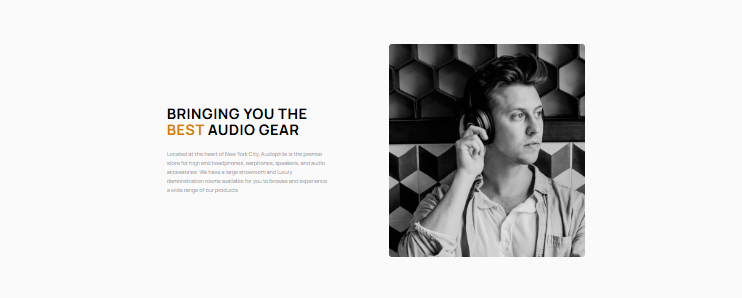 BRINGING YOU THE
BEST AUDIO GEAR
Located at the heart of New York City, Audiophile is the premier
store for high end headphones, earphones, speakers, and audio
accessories. We have a large showroom and luxury
demonstration rooms available for you to browse and experience
a wide range of our products.